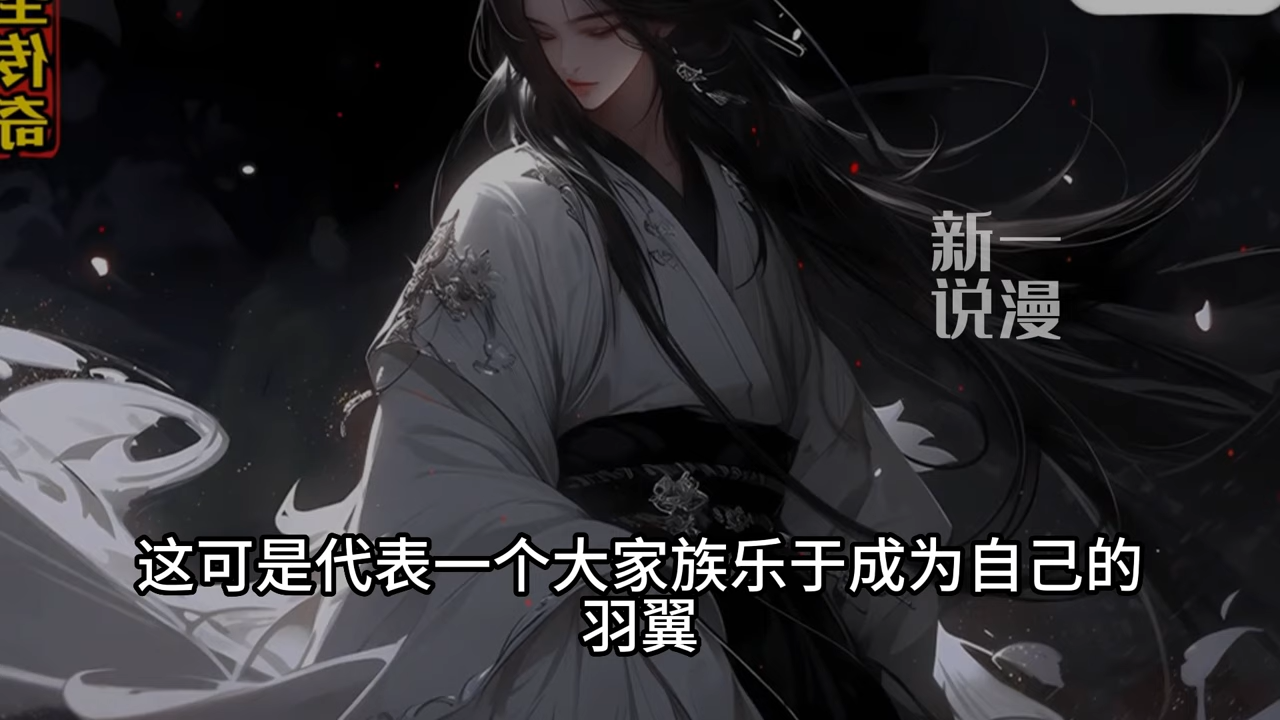 传奇
新一
说漫
这可是代表一个大家族乐于成为自己的
羽翼